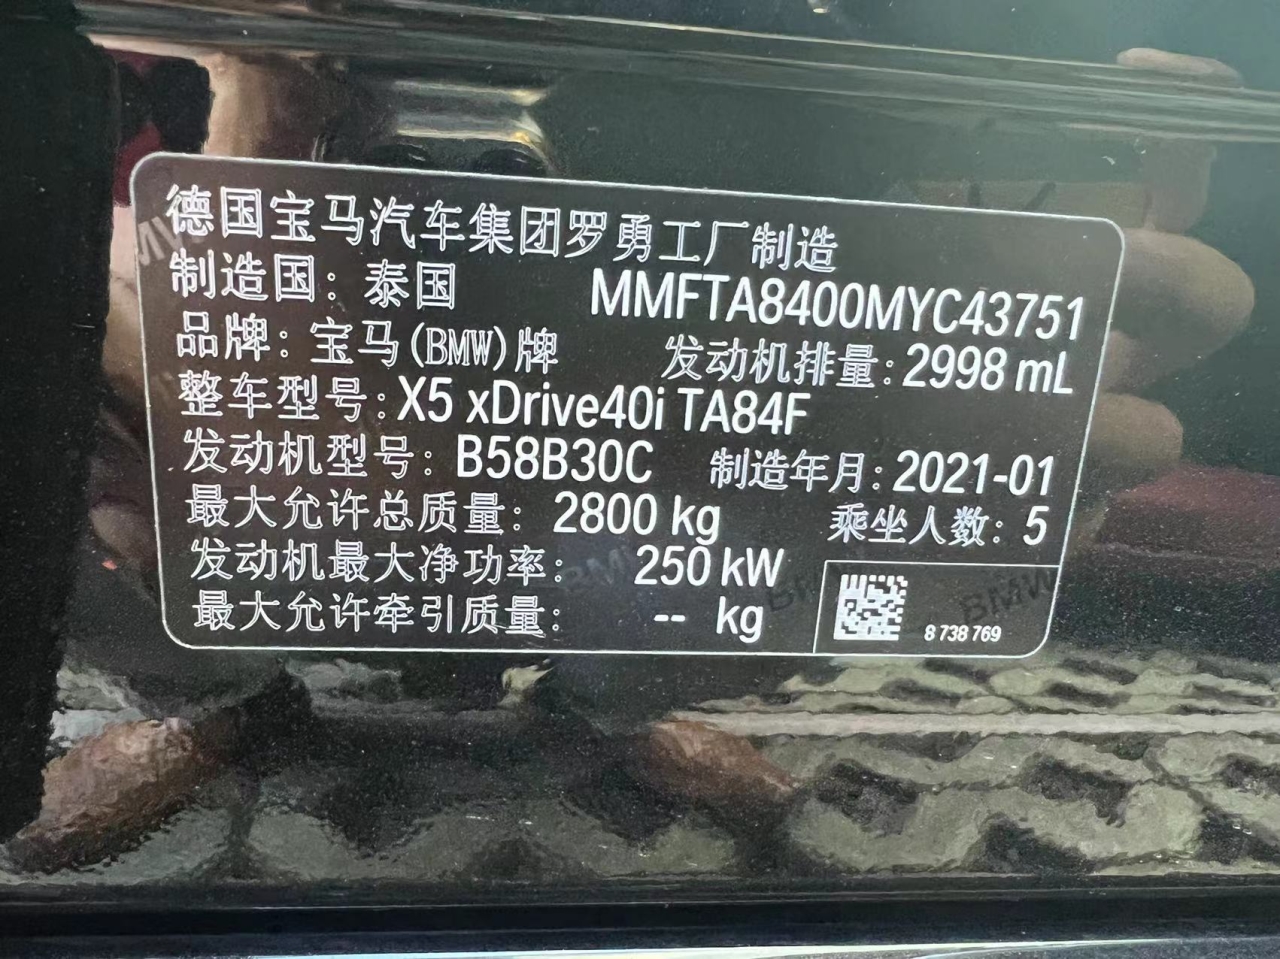 德国宝马汽车集团罗勇工厂制造
制造国：泰国 MMFTA8400MYC43751
品牌：宝马(BMW)牌 发动机排量：2998 mL
整车型号：X5 xDrive40i TA84F
发动机型号：B58B30C 制造年月：2021-01
最大允许总质量：2800 kg 乘坐人数：5
发动机最大净功率：250 kW
最大允许牵引质量：-- kg
8 738 769